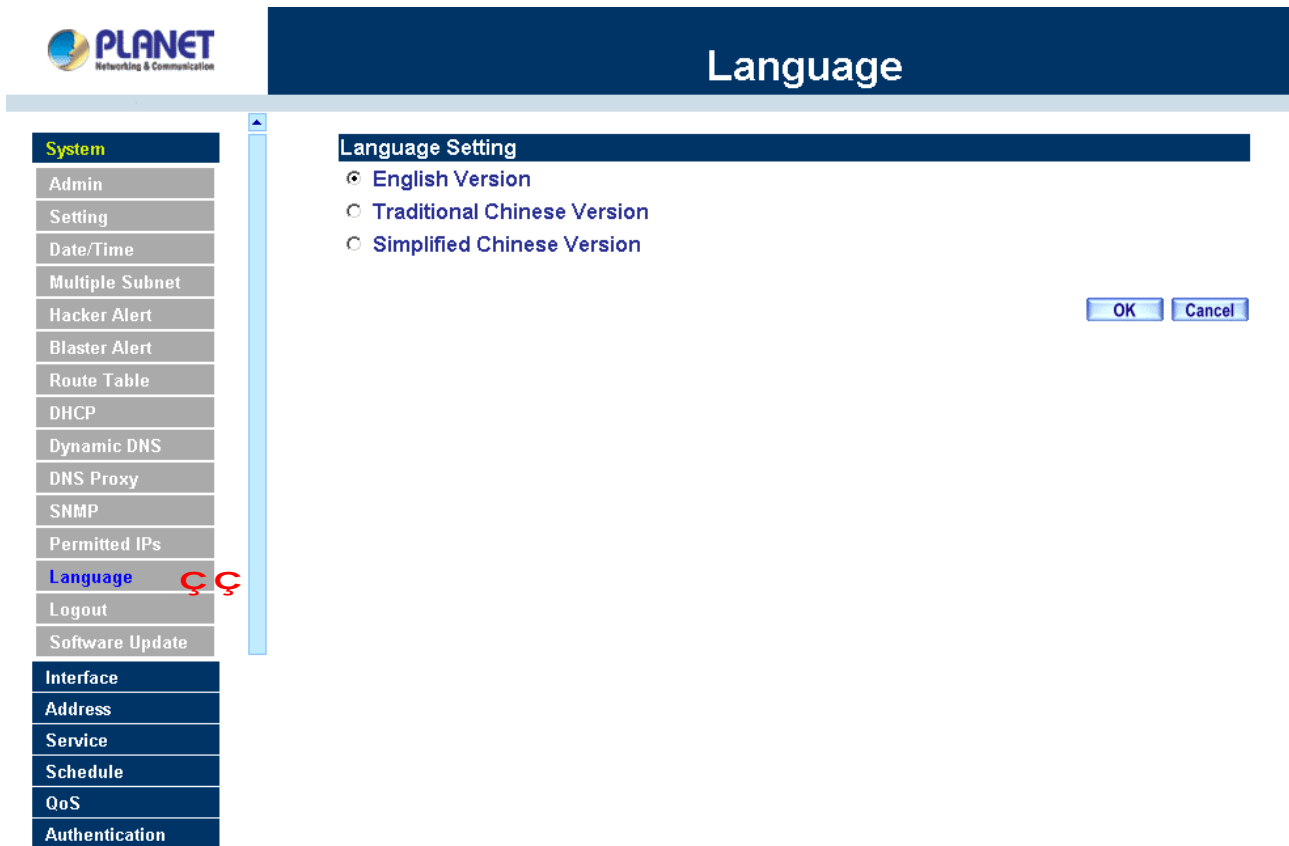 PLANET
Networking & Communication
Language
System
Admin
Setting
Date/Time
Multiple Subnet
Hacker Alert
Blaster Alert
Route Table
DHCP
Dynamic DNS
DNS Proxy
SNMP
Permitted IPs
Language ÇÇ
Logout
Software Update
Interface
Address
Service
Schedule
QoS
Authentication
Language Setting
English Version
Traditional Chinese Version
Simplified Chinese Version
OK Cancel